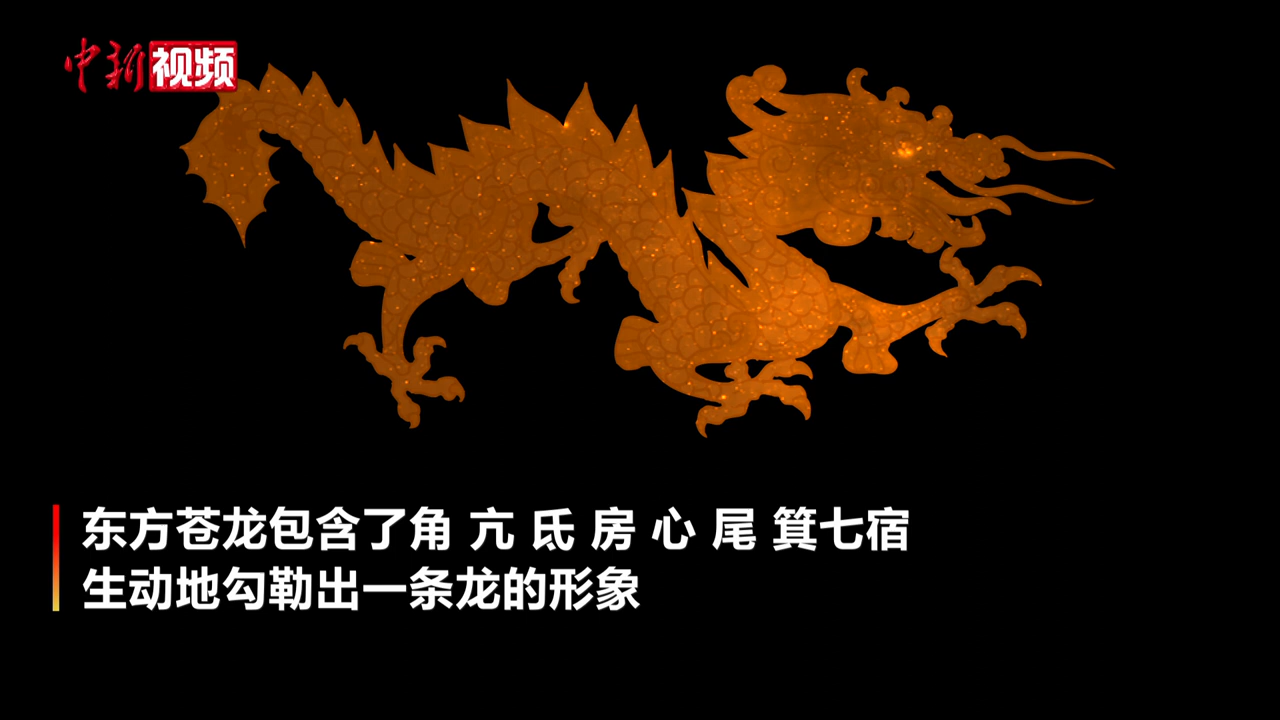 中新视频
东方苍龙包含了角 亢 氐 房 心 尾 箕七宿
生动地勾勒出一条龙的形象